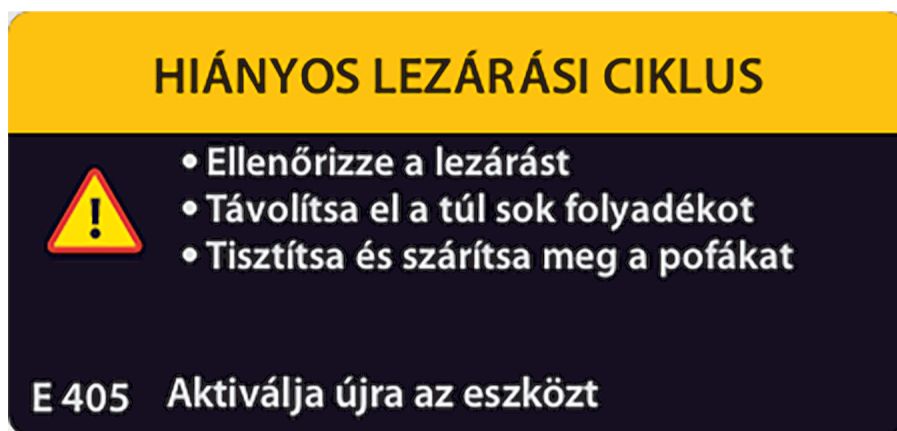 HIÁNYOS LEZÁRÁSI CIKLUS
• Ellenőrizze a lezárást
• Távolítsa el a túl sok folyadékot
• Tisztítsa és szárítsa meg a pofákat
!
E 405 Aktiválja újra az eszközt